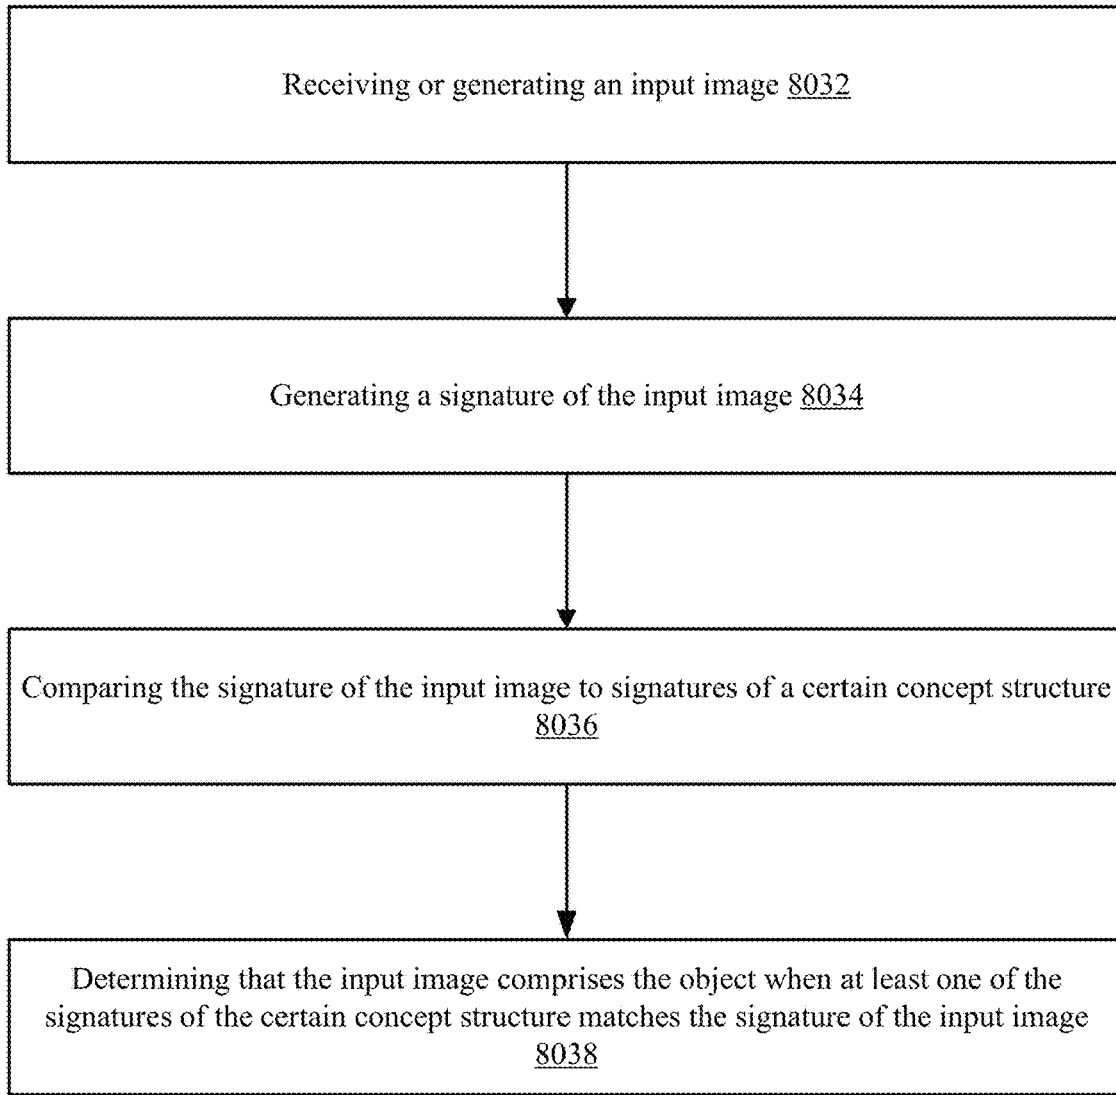 Receiving or generating an input image 8032
Generating a signature of the input image 8034
Comparing the signature of the input image to signatures of a certain concept structure
8036
Determining that the input image comprises the object when at least one of the
signatures of the certain concept structure matches the signature of the input image
8038